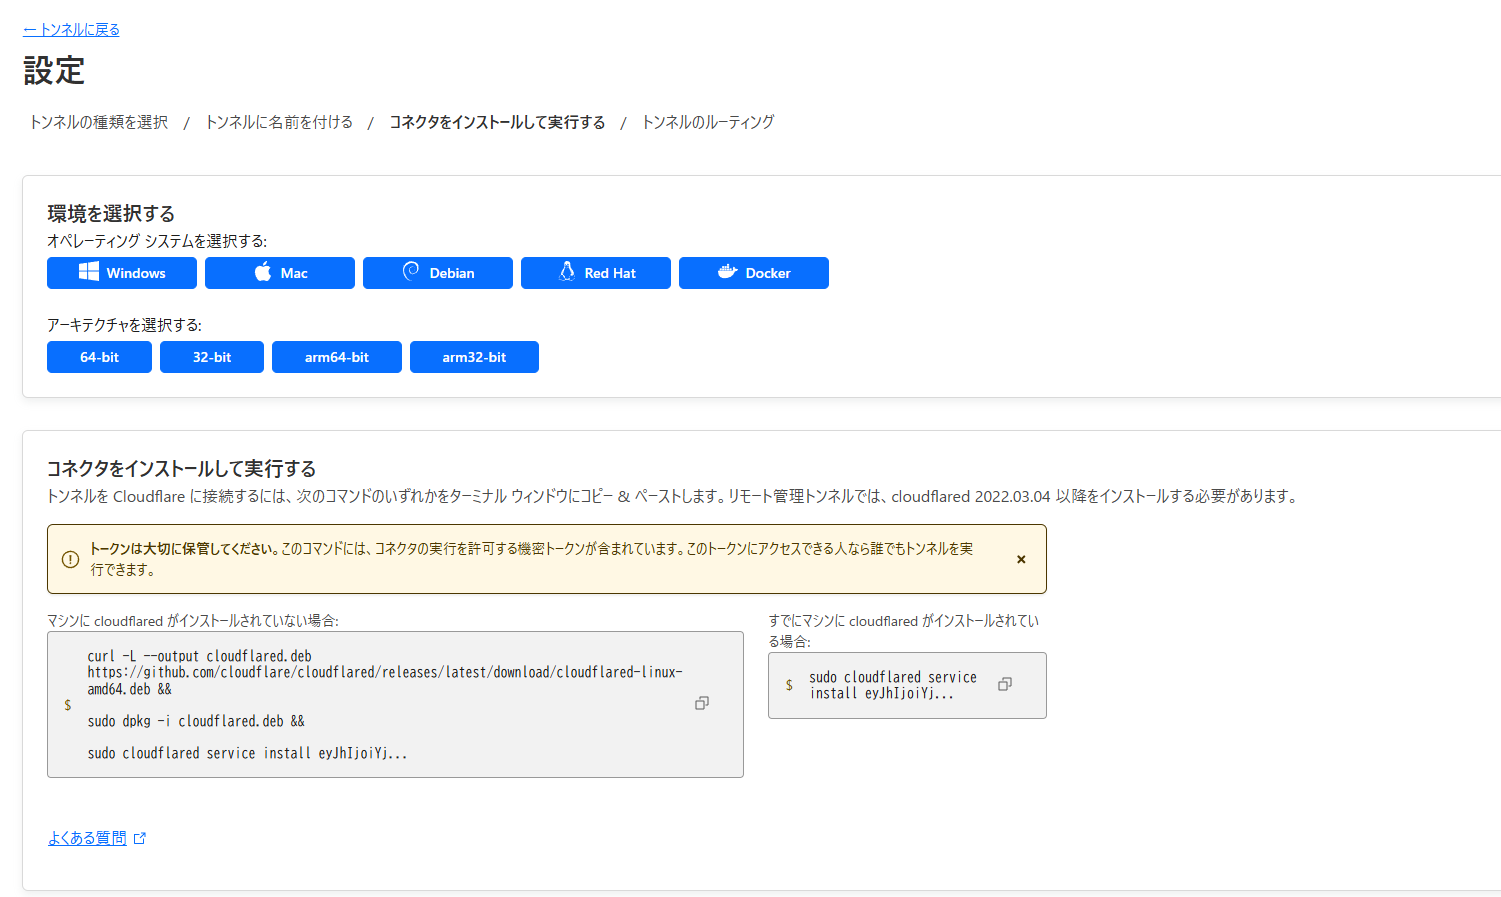 ← トンネルに戻る
設定
トンネルの種類を選択 / トンネルに名前を付ける / コネクタをインストールして実行する / トンネルのルーティング
環境を選択する
オペレーティング システムを選択する:
Windows Mac Debian Red Hat Docker
アーキテクチャを選択する:
64-bit 32-bit arm64-bit arm32-bit
コネクタをインストールして実行する
トンネルを Cloudflare に接続するには、次のコマンドのいずれかをターミナル ウィンドウにコピー & ペーストします。リモート管理トンネルでは、cloudflared 2022.03.04 以降をインストールする必要があります。
トークンは大切に保管してください。このコマンドには、コネクタの実行を許可する機密トークンが含まれています。このトークンにアクセスできる人なら誰でもトンネルを実
行できます。
マシンに cloudflared がインストールされていない場合:
$ curl -L --output cloudflared.deb
https://github.com/cloudflare/cloudflared/releases/latest/download/cloudflared-linux-
amd64.deb &&
sudo dpkg -i cloudflared.deb &&
sudo cloudflared service install eyJhIjoiYj...
すでにマシンに cloudflared がインストールされてい
る場合:
$ sudo cloudflared service
install eyJhIjoiYj...
よくある質問